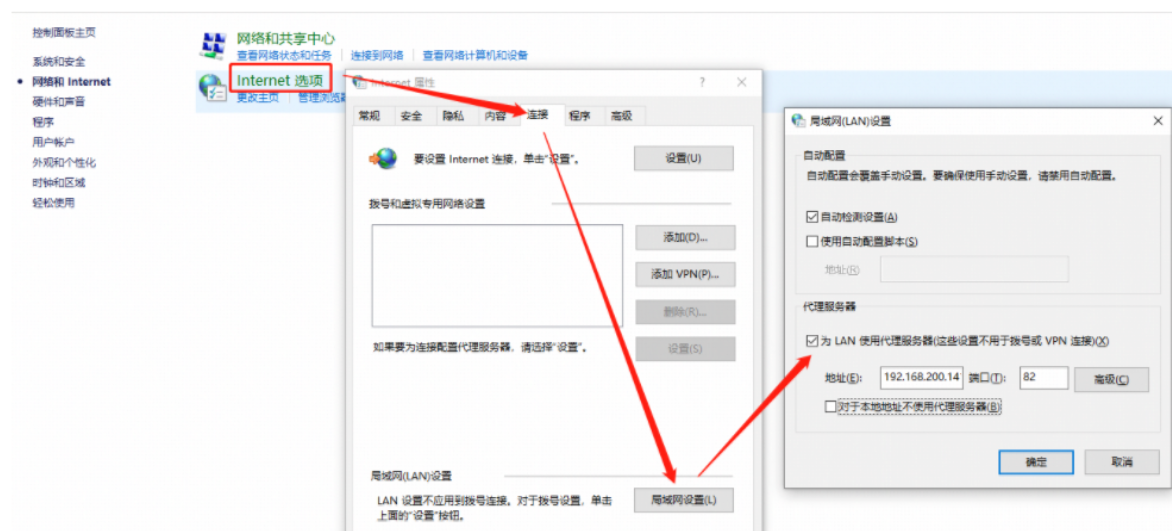 控制面板主页
系统和安全
网络和 Internet
硬件和声音
程序
用户帐户
外观和个性化
时钟和区域
轻松使用
网络和共享中心
查看网络状态和任务
连接到网络
查看网络计算机和设备
Internet 选项
更改主页
管理浏览器
Internet 属性
常规 安全 隐私 内容 连接 程序 高级
要设置 Internet 连接，单击“设置”。
设置(U)
拨号和虚拟专用网络设置
添加(D)...
添加 VPN(P)...
删除(R)...
如果要为连接配置代理服务器，请选择“设置”。
设置(S)
局域网(LAN)设置
LAN 设置不应用到拨号连接。对于拨号设置，单击
上面的“设置”按钮。
局域网设置(L)
局域网(LAN)设置
自动配置
自动配置会覆盖手动设置。要确保使用手动设置，请禁用自动配置。
自动检测设置(A)
使用自动配置脚本(S)
地址(R)
代理服务器
为 LAN 使用代理服务器(这些设置不用于拨号或 VPN 连接)(X)
地址(E): 192.168.200.14 端口(T): 82 高级(C)
对于本地地址不使用代理服务器(B)
确定 取消